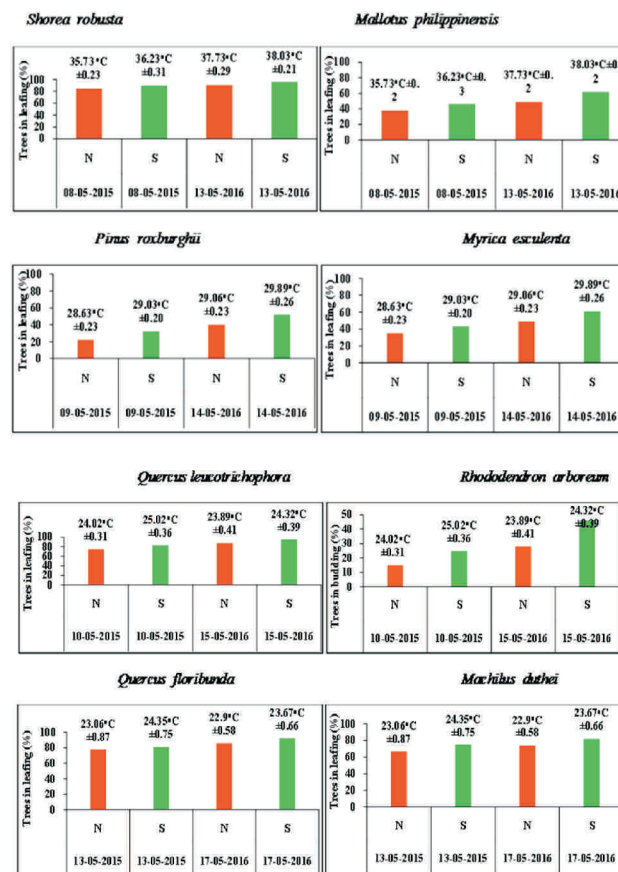 Shorea robusta
Trees in leafing (%)
100
80
60
40
20
0
35.73°C 36.23°C 37.73°C 38.03°C
±0.23 ±0.31 ±0.29 ±0.21
N S N S
08-05-2015 08-05-2015 13-05-2016 13-05-2016
Mallotus philippinensis
Trees in leafing (%)
100
80
60
40
20
0
35.73°C±0. 36.23°C±0. 37.73°C±0. 38.03°C±0.
2 3 2 2
N S N S
08-05-2015 08-05-2015 13-05-2016 13-05-2016
Pinus roxburghii
Trees in leafing (%)
100
80
60
40
20
0
28.63°C 29.03°C 29.06°C 29.89°C
±0.23 ±0.20 ±0.23 ±0.26
N S N S
09-05-2015 09-05-2015 14-05-2016 14-05-2016
Myrica esculenta
Trees in leafing (%)
100
80
60
40
20
0
28.63°C 29.03°C 29.06°C 29.89°C
±0.23 ±0.20 ±0.23 ±0.26
N S N S
09-05-2015 09-05-2015 14-05-2016 14-05-2016
Quercus leucotrichophora
Trees in leafing (%)
100
80
60
40
20
0
24.02°C 25.02°C 23.89°C 24.32°C
±0.31 ±0.36 ±0.41 ±0.39
N S N S
10-05-2015 10-05-2015 15-05-2016 15-05-2016
Rhododendron arboreum
Trees in budding (%)
50
40
30
20
10
0
24.02°C 25.02°C 23.89°C 24.32°C
±0.31 ±0.36 ±0.41 ±0.39
N S N S
10-05-2015 10-05-2015 15-05-2016 15-05-2016
Quercus floribunda
Trees in leafing (%)
100
80
60
40
20
0
23.06°C 24.35°C 22.9°C 23.67°C
±0.87 ±0.75 ±0.58 ±0.66
N S N S
13-05-2015 13-05-2015 17-05-2016 17-05-2016
Machilus duthei
Trees in leafing (%)
100
80
60
40
20
0
23.06°C 24.35°C 22.9°C 23.67°C
±0.87 ±0.75 ±0.58 ±0.66
N S N S
13-05-2015 13-05-2015 17-05-2016 17-05-2016